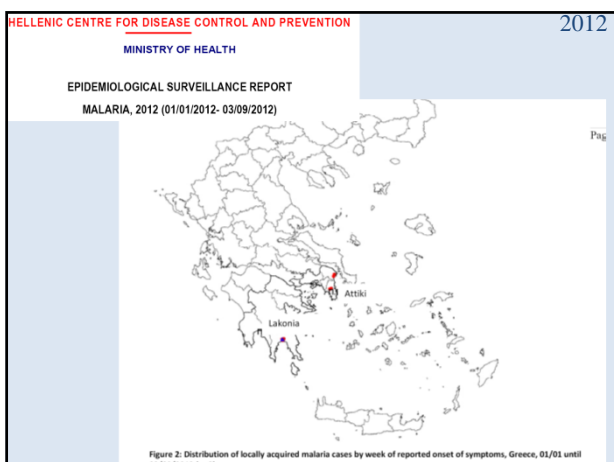 HELLENIC CENTRE FOR DISEASE CONTROL AND PREVENTION
2012
MINISTRY OF HEALTH
EPIDEMIOLOGICAL SURVEILLANCE REPORT
MALARIA, 2012 (01/01/2012- 03/09/2012)
Pag
Attiki
Lakonia
Figure 2: Distribution of locally acquired malaria cases by week of reported onset of symptoms, Greece, 01/01 until